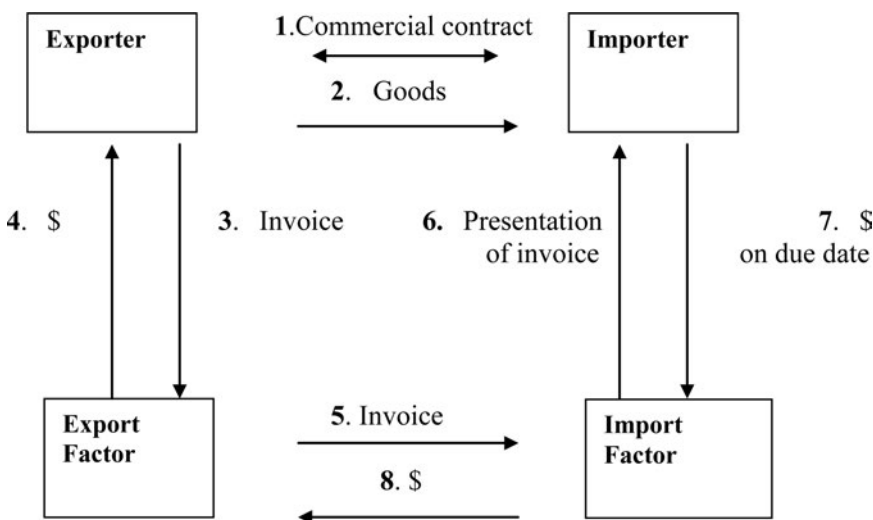 Exporter
1.Commercial contract
Importer
2. Goods
4. $
3. Invoice
6. Presentation
of invoice
7. $
on due date
Export
Factor
5. Invoice
8. $
Import
Factor